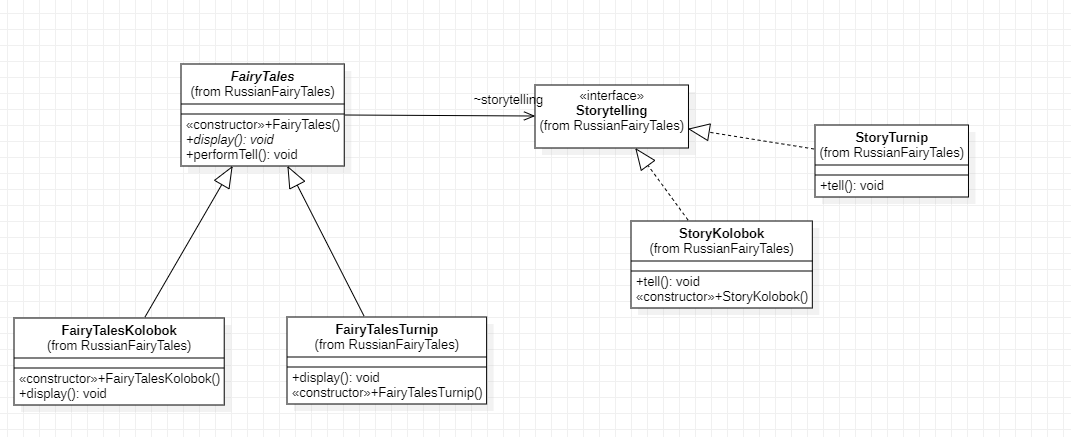 FairyTales
(from RussianFairyTales)
«constructor»+FairyTales()
+display(): void
+performTell(): void
~storytelling
«interface»
Storytelling
(from RussianFairyTales)
StoryTurnip
(from RussianFairyTales)
+tell(): void
StoryKolobok
(from RussianFairyTales)
+tell(): void
«constructor»+StoryKolobok()
FairyTalesKolobok
(from RussianFairyTales)
«constructor»+FairyTalesKolobok()
+display(): void
FairyTalesTurnip
(from RussianFairyTales)
+display(): void
«constructor»+FairyTalesTurnip()